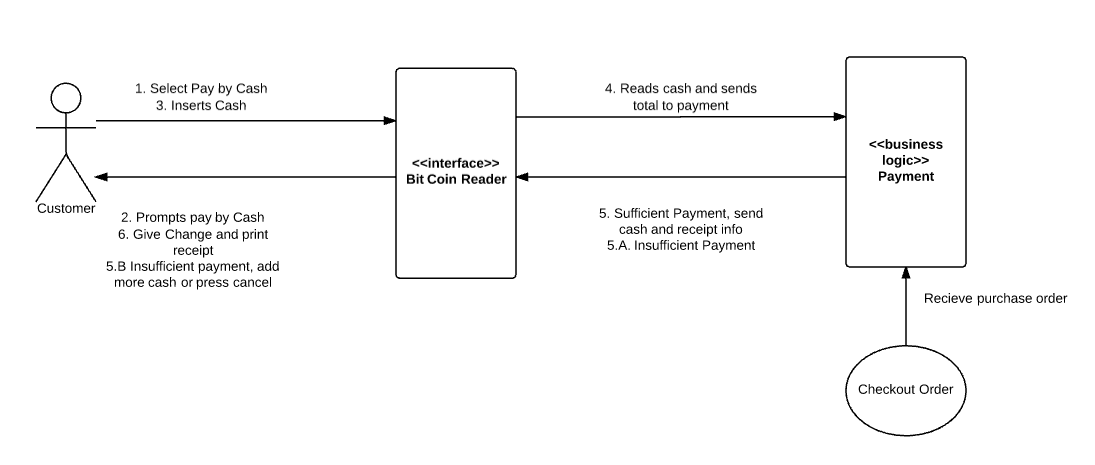 1. Select Pay by Cash
3. Inserts Cash
4. Reads cash and sends
total to payment
<<interface>>
Bit Coin Reader
<<business
logic>>
Payment
Customer
2. Prompts pay by Cash
6. Give Change and print
receipt
5.B Insufficient payment, add
more cash or press cancel
5. Sufficient Payment, send
cash and receipt info
5.A. Insufficient Payment
Recieve purchase order
Checkout Order